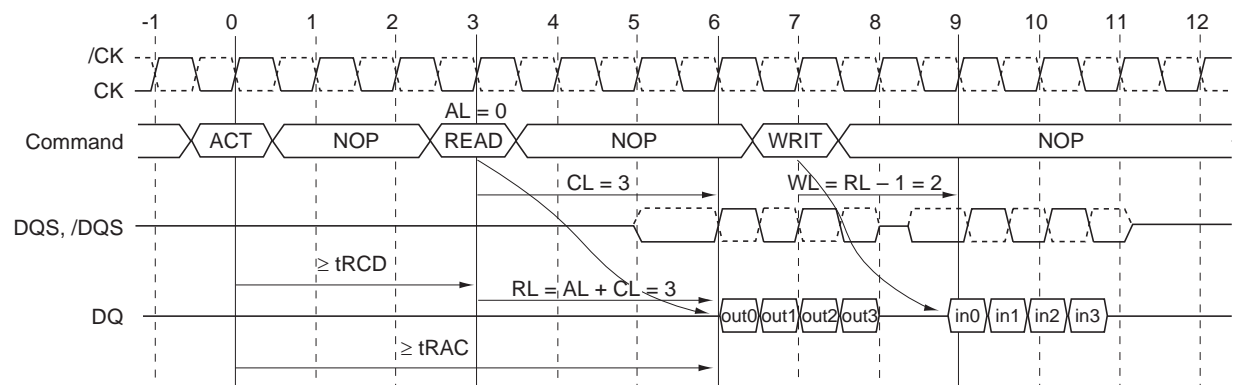 -1 0 1 2 3 4 5 6 7 8 9 10 11 12
/CK
CK
AL = 0
Command ACT NOP READ NOP WRIT NOP
CL = 3 WL = RL – 1 = 2
DQS, /DQS
≥ tRCD
RL = AL + CL = 3
DQ out0 out1 out2 out3 in0 in1 in2 in3
≥ tRAC